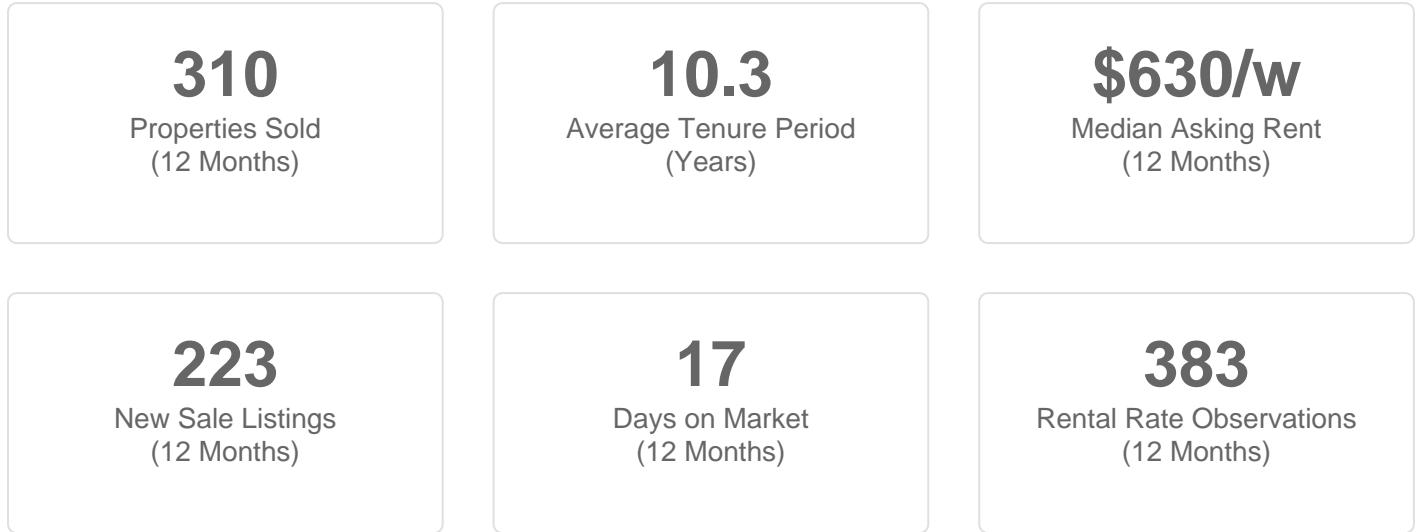 310
Properties Sold
(12 Months)
10.3
Average Tenure Period
(Years)
$630/w
Median Asking Rent
(12 Months)
223
New Sale Listings
(12 Months)
17
Days on Market
(12 Months)
383
Rental Rate Observations
(12 Months)